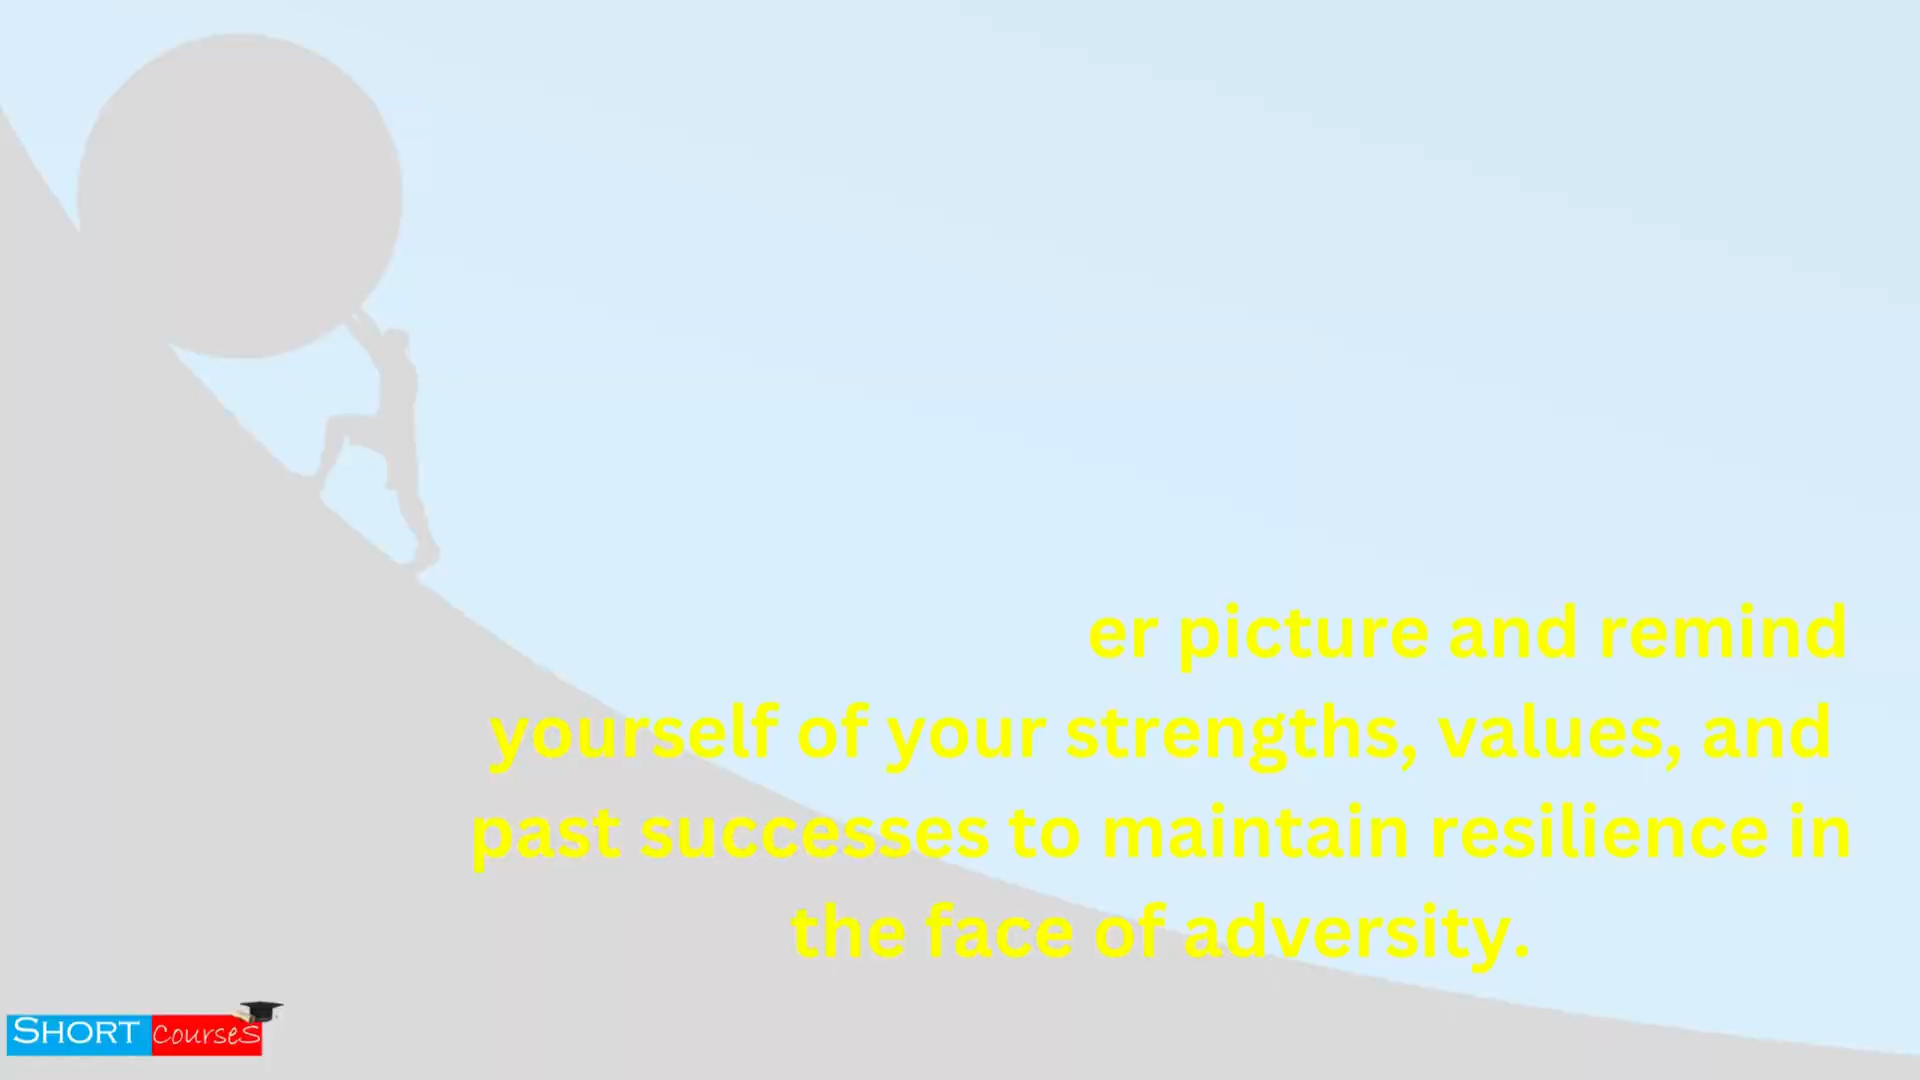 er picture and remind
yourself of your strengths, values, and
past successes to maintain resilience in
the face of adversity.
SHORT courses